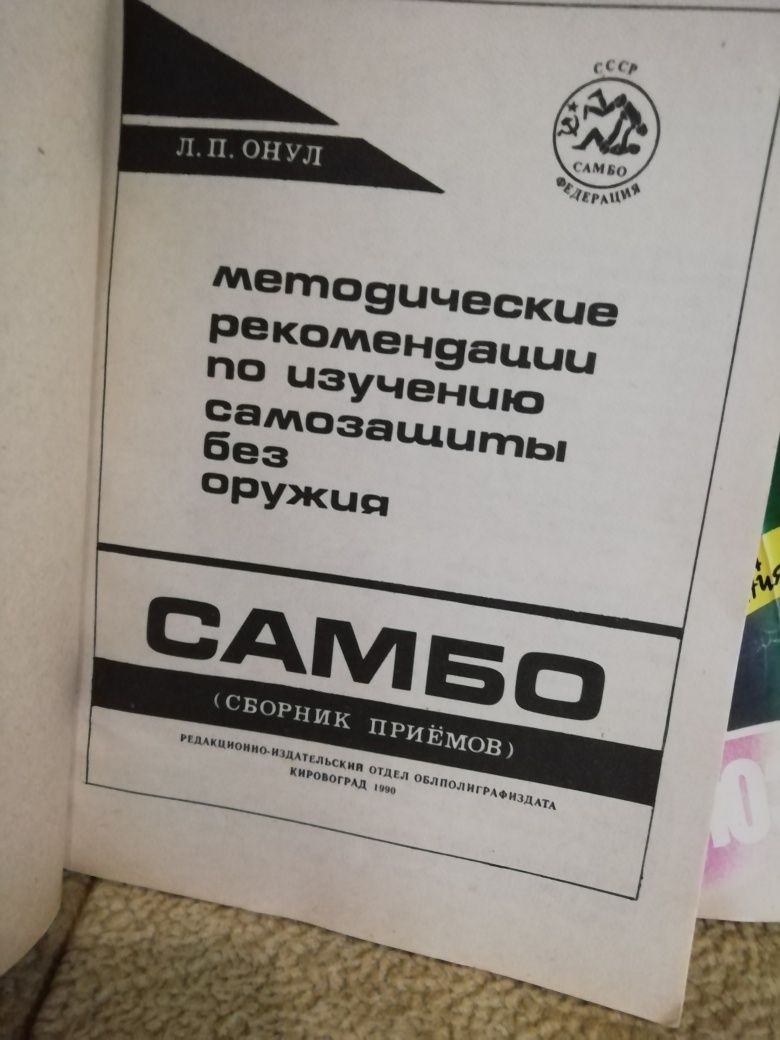 Л. П. ОНУЛ
СССР
САМБО
ФЕДЕРАЦИЯ
методические
рекомендации
по изучению
самозащиты
без
оружия
САМБО
(СБОРНИК ПРИЁМОВ)
РЕДАКЦИОННО-ИЗДАТЕЛЬСКИЙ ОТДЕЛ ОБЛПОЛИГРАФИЗДАТА
КИРОВОГРАД 1990